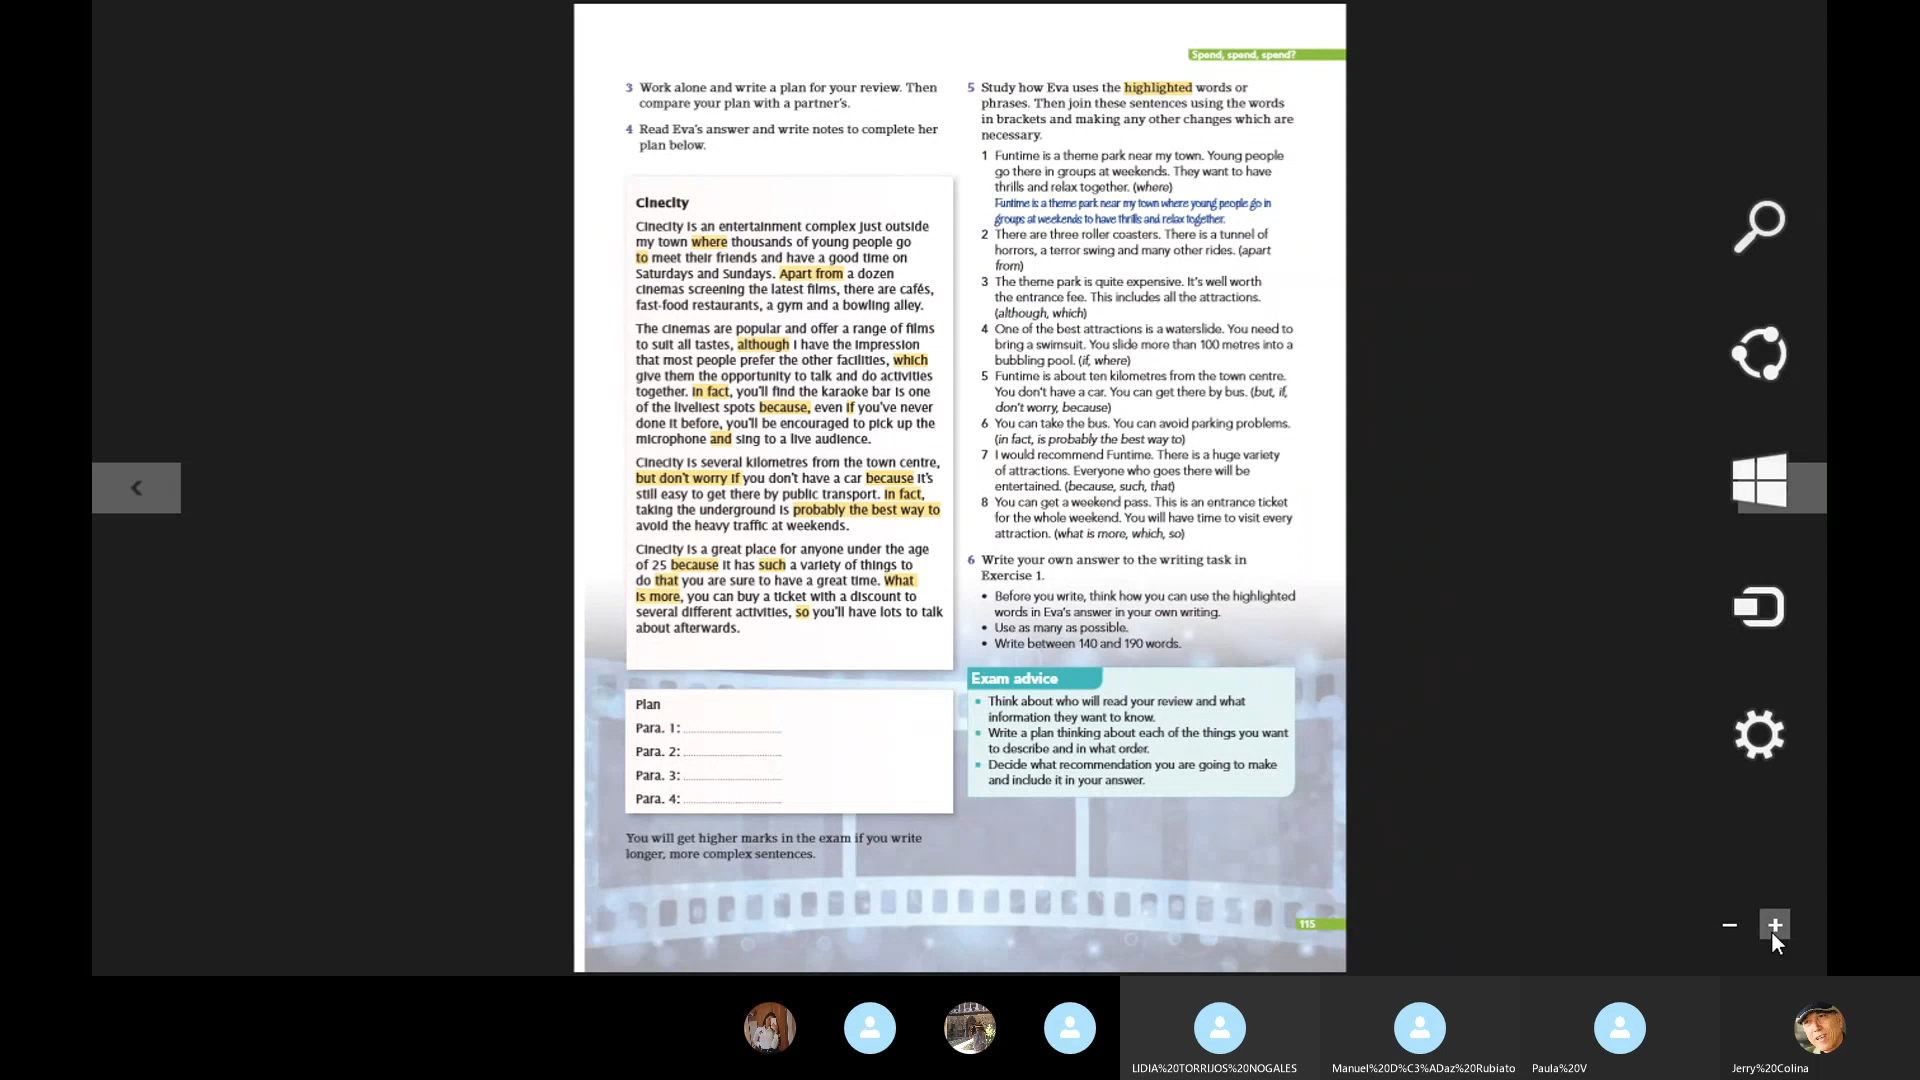 Spend, spend, spend?
3 Work alone and write a plan for your review. Then
compare your plan with a partner's.
4 Read Eva's answer and write notes to complete her
plan below.
Cinecity
Cinecity is an entertainment complex just outside
my town where thousands of young people go
to meet their friends and have a good time on
Saturdays and Sundays. Apart from a dozen
cinemas screening the latest films, there are cafés,
fast-food restaurants, a gym and a bowling alley.
The cinemas are popular and offer a range of films
to suit all tastes, although I have the impression
that most people prefer the other facilities, which
give them the opportunity to talk and do activities
together. In fact, you'll find the karaoke bar is one
of the liveliest spots because, even if you've never
done it before, you'll be encouraged to pick up the
microphone and sing to a live audience.
Cinecity is several kilometres from the town centre,
but don't worry if you don't have a car because it's
still easy to get there by public transport. In fact,
taking the underground is probably the best way to
avoid the heavy traffic at weekends.
Cinecity is a great place for anyone under the age
of 25 because it has such a variety of things to
do that you are sure to have a great time. What
is more, you can buy a ticket with a discount to
several different activities, so you'll have lots to talk
about afterwards.
Plan
Para. 1:
Para. 2:
Para. 3:
Para. 4:
You will get higher marks in the exam if you write
longer, more complex sentences.
5 Study how Eva uses the highlighted words or
phrases. Then join these sentences using the words
in brackets and making any other changes which are
necessary.
1 Funtime is a theme park near my town. Young people
go there in groups at weekends. They want to have
thrills and relax together. (where)
Funtime is a theme park near my town where young people go in
groups at weekends to have thrills and relax together.
2 There are three roller coasters. There is a tunnel of
horrors, a terror swing and many other rides. (apart
from)
3 The theme park is quite expensive. It's well worth
the entrance fee. This includes all the attractions.
(although, which)
4 One of the best attractions is a waterslide. You need to
bring a swimsuit. You slide more than 100 metres into a
bubbling pool. (if, where)
5 Funtime is about ten kilometres from the town centre.
You don't have a car. You can get there by bus. (but, if,
don't worry, because)
6 You can take the bus. You can avoid parking problems.
(in fact, is probably the best way to)
7 I would recommend Funtime. There is a huge variety
of attractions. Everyone who goes there will be
entertained. (because, such, that)
8 You can get a weekend pass. This is an entrance ticket
for the whole weekend. You will have time to visit every
attraction. (what is more, which, so)
6 Write your own answer to the writing task in
Exercise 1.
• Before you write, think how you can use the highlighted
words in Eva's answer in your own writing.
• Use as many as possible.
• Write between 140 and 190 words.
Exam advice
Think about who will read your review and what
information they want to know.
Write a plan thinking about each of the things you want
to describe and in what order.
Decide what recommendation you are going to make
and include it in your answer.
115
LIDIA%20TORRIJOS%20NOGALES
Manuel%20D%C3%ADaz%20Rubiato
Paula%20V
Jerry%20Colina